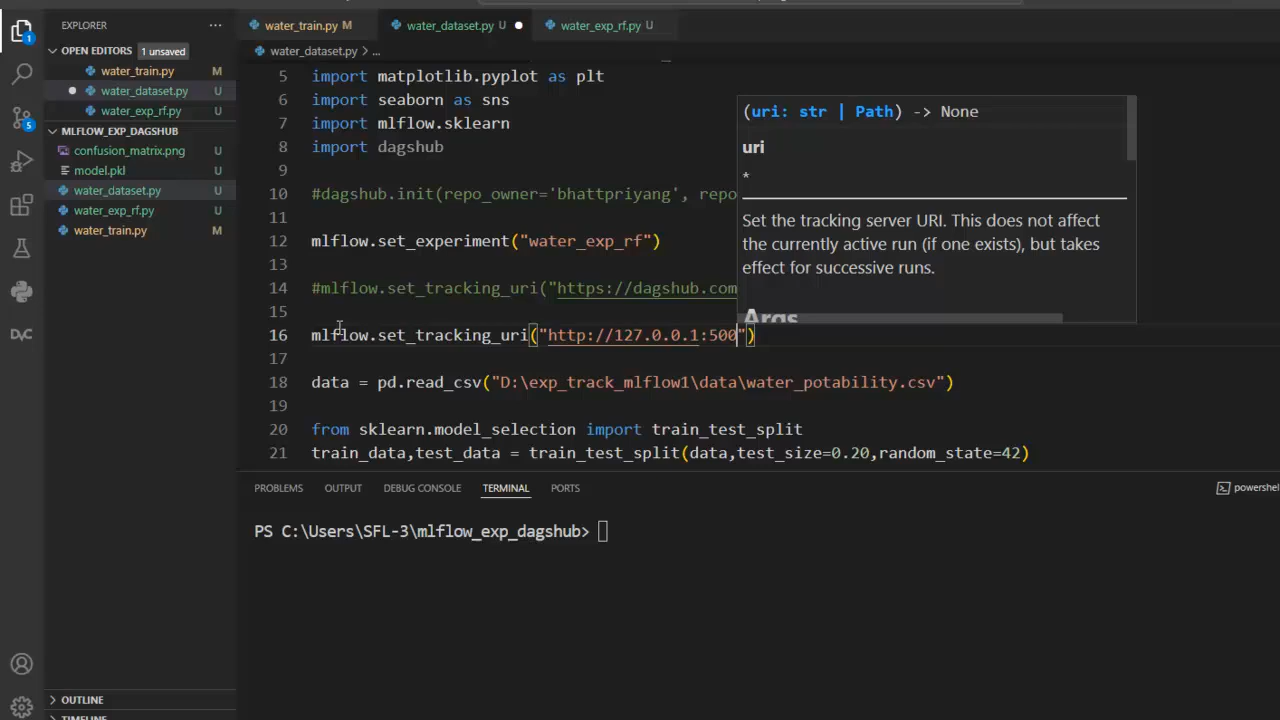 EXPLORER
...
water_train.py M
water_dataset.py U
water_exp_rf.py U
OPEN EDITORS 1 unsaved
water_dataset.py > ...
water_train.py M
water_dataset.py U
water_exp_rf.py U
MLFLOW_EXP_DAGSHUB
confusion_matrix.png U
model.pkl U
water_dataset.py U
water_exp_rf.py U
water_train.py M
1
5
DVC
5 import matplotlib.pyplot as plt
6 import seaborn as sns
7 import mlflow.sklearn
8 import dagshub
9
10 #dagshub.init(repo_owner='bhattpriyang', repo
11
12 mlflow.set_experiment("water_exp_rf")
13
14 #mlflow.set_tracking_uri("https://dagshub.com
15
16 mlflow.set_tracking_uri("http://127.0.0.1:500")
17
18 data = pd.read_csv("D:\exp_track_mlflow1\data\water_potability.csv")
19
20 from sklearn.model_selection import train_test_split
21 train_data,test_data = train_test_split(data,test_size=0.20,random_state=42)
(uri: str | Path) -> None
uri
*
Set the tracking server URI. This does not affect
the currently active run (if one exists), but takes
effect for successive runs.
Args
PROBLEMS OUTPUT DEBUG CONSOLE TERMINAL PORTS
powershel
PS C:\Users\SFL-3\mlflow_exp_dagshub>
OUTLINE
TIMELINE